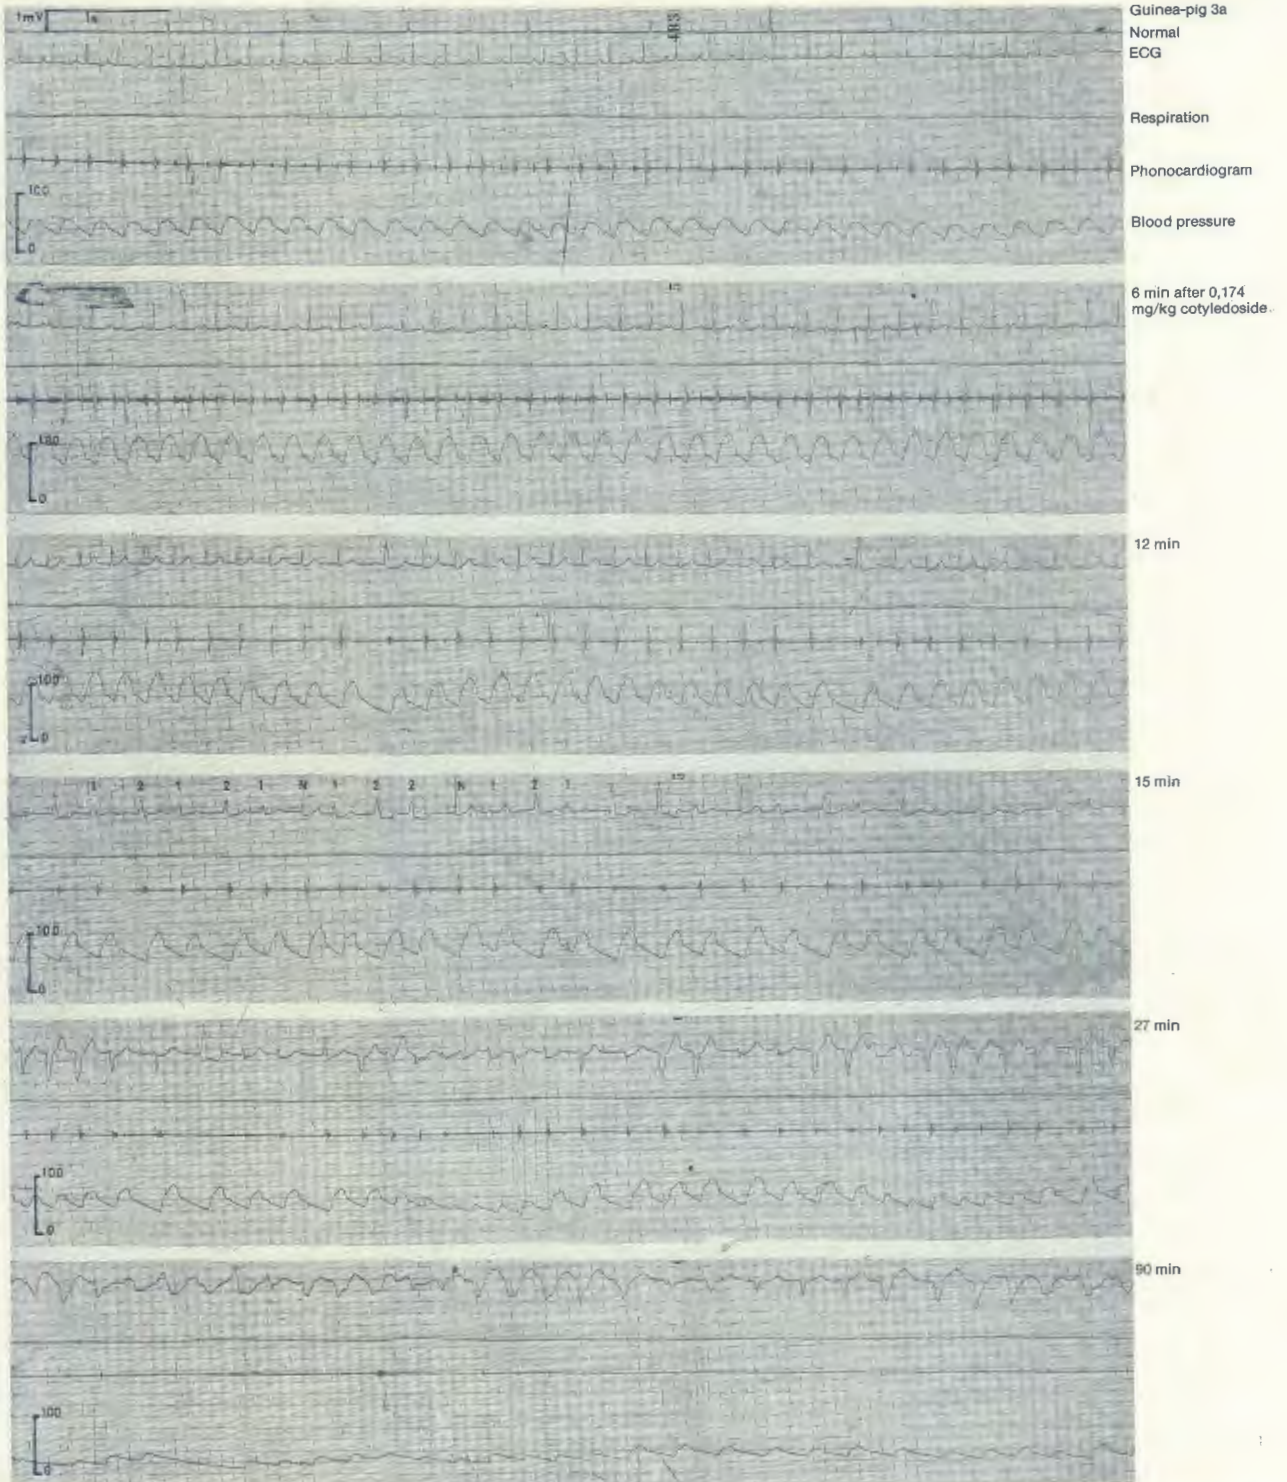 Guinea-pig 3a
1mV 1s 483 Normal
ECG
Respiration
Phonocardiogram
100
0
Blood pressure
6 min after 0,174
mg/kg cotyledoside
100
0
12 min
100
0
15 min
1 2 1 2 1 N 1 2 2 N 1 2 1
100
0
27 min
100
0
90 min
100
0